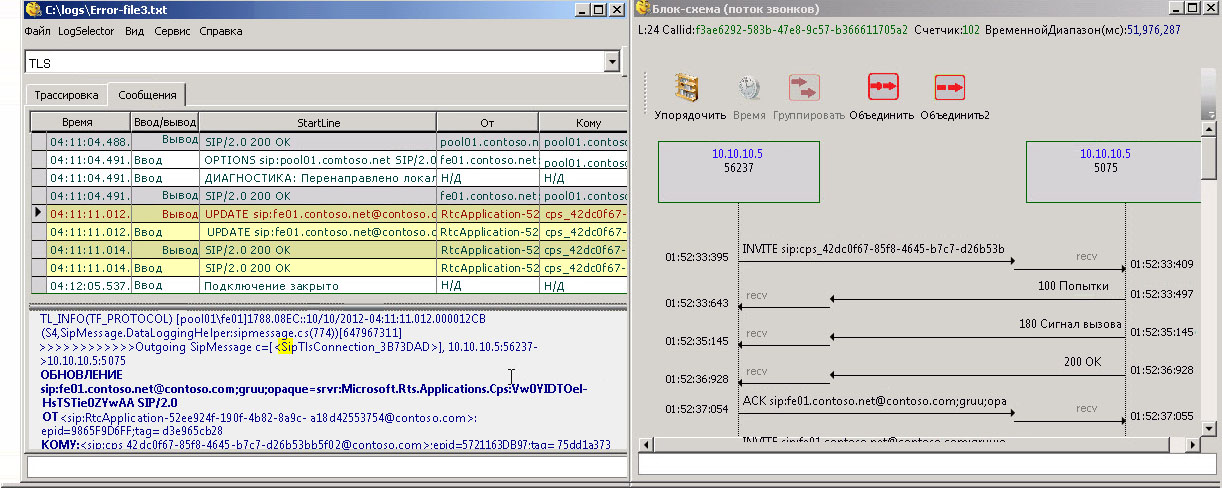 C:\logs\Error-file3.txt
Файл LogSelector Вид Сервис Справка
TLS
Трассировка Сообщения
Время Ввод/вывод StartLine От Кому
04:11:04.488. Вывод SIP/2.0 200 OK pool01.comtoso.n fe01.contoso.net
04:11:04.491. Ввод OPTIONS sip:pool01.comtoso.net SIP/2.0 fe01.contoso.net pool01.contoso.n
04:11:04.491. Ввод ДИАГНОСТИКА: Перенаправлено локал Н/Д Н/Д
04:11:04.491. Вывод SIP/2.0 200 OK fe01.contoso.net pool01.contoso.n
04:11:11.012. Вывод UPDATE sip:fe01.contoso.net@contoso.c RtcApplication-52 cps_42dc0f67-
04:11:11.012. Ввод UPDATE sip:fe01.contoso.net@contoso.c RtcApplication-52 cps_42dc0f67-
04:11:11.014. Вывод SIP/2.0 200 OK RtcApplication-52 cps_42dc0f67-
04:11:11.014. Ввод SIP/2.0 200 OK RtcApplication-52 cps_42dc0f67-
04:12:05.537. Ввод Подключение закрыто Н/Д Н/Д
TL_INFO(TF_PROTOCOL) [pool01\fe01]1788.08EC::10/10/2012-04:11:11.012.000012CB
(S4,SipMessage.DataLoggingHelper:sipmessage.cs(774))[647967311]
>>>>>>>>>>>>Outgoing SipMessage c=[<SipTlsConnection_3B73DAD>], 10.10.10.5:56237-
>10.10.10.5:5075
ОБНОВЛЕНИЕ
sip:fe01.contoso.net@contoso.com;gruu;opaque=srvr:Microsoft.Rts.Applications.Cps:Vw0YIDTOeI-
HsTSTie0ZYwAA SIP/2.0
ОТ<sip:RtcApplication-52ee924f-190f-4b82-8a9c- a18d42553754@contoso.com>:
epid=9865F9D6FF;tag= d3e965cb28
КОМУ:<sip:cps 42dc0f67-85f8-4645-b7c7-d26b53bb5f02@contoso.com>;epid=5721163DB97;tag= 75dd1a373
Блок-схема (поток звонков)
L:24 Callid:f3ae6292-583b-47e8-9c57-b366611705a2 Счетчик:102 ВременнойДиапазон(мс):51,976,287
Упорядочить Время Группировать Объединить Объединить2
10.10.10.5 10.10.10.5
56237 5075
INVITE sip:cps_42dc0f67-85f8-4645-b7c7-d26b53b
01:52:33:395 recv 01:52:33:409
100 Попытки
01:52:33:643 recv 01:52:33:497
180 Сигнал вызова
01:52:35:145 recv 01:52:35:145
200 OK
01:52:36:928 recv 01:52:36:928
ACK sip:fe01.contoso.net@contoso.com;gruu;opa
01:52:37:054 recv 01:52:37:055
INVITE sip:fe01.contoso.net@contoso.com;gruu;o